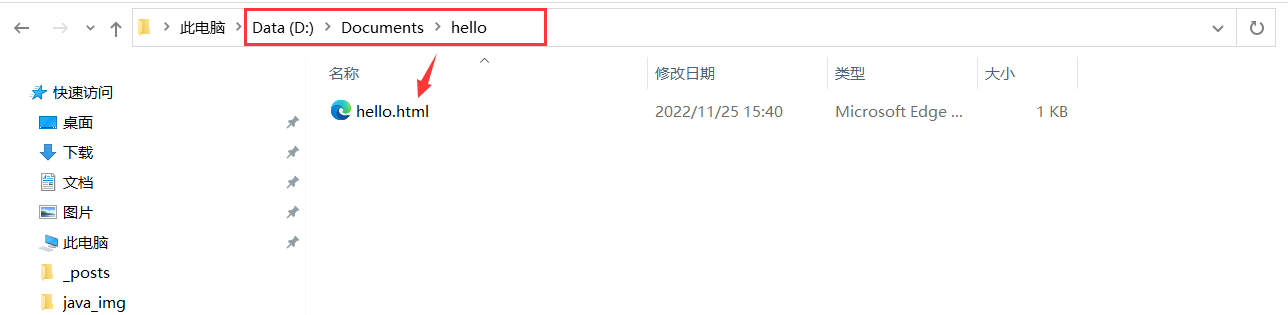 此电脑 Data (D:) Documents hello
名称 修改日期 类型 大小
快速访问
hello.html 2022/11/25 15:40 Microsoft Edge ... 1 KB
桌面
下载
文档
图片
此电脑
_posts
java_img